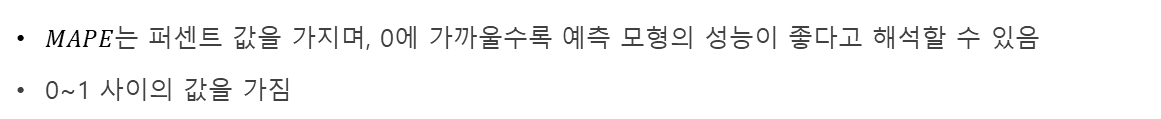 • MAPE는 퍼센트 값을 가지며, 0에 가까울수록 예측 모형의 성능이 좋다고 해석할 수 있음
• 0~1 사이의 값을 가짐